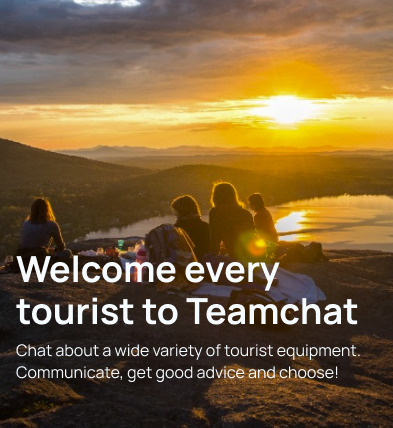 Welcome every
tourist to Teamchat
Chat about a wide variety of tourist equipment.
Communicate, get good advice and choose!